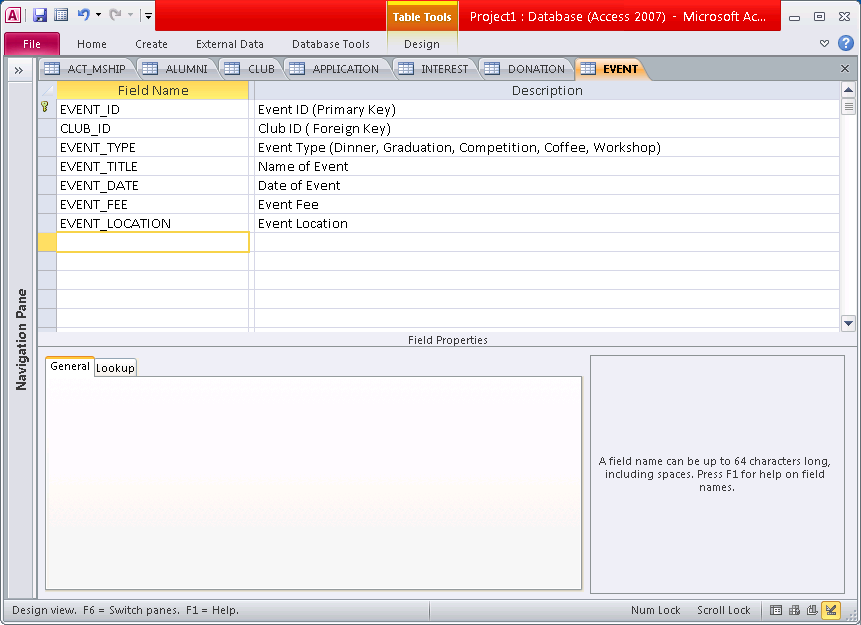 Table Tools Project1 : Database (Access 2007) - Microsoft Ac...
File Home Create External Data Database Tools Design
ACT_MSHIP ALUMNI CLUB APPLICATION INTEREST DONATION EVENT
Field Name Description
EVENT_ID Event ID (Primary Key)
CLUB_ID Club ID ( Foreign Key)
EVENT_TYPE Event Type (Dinner, Graduation, Competition, Coffee, Workshop)
EVENT_TITLE Name of Event
EVENT_DATE Date of Event
EVENT_FEE Event Fee
EVENT_LOCATION Event Location
Navigation Pane
Field Properties
General Lookup
A field name can be up to 64 characters long,
including spaces. Press F1 for help on field
names.
Design view. F6 = Switch panes. F1 = Help. Num Lock Scroll Lock